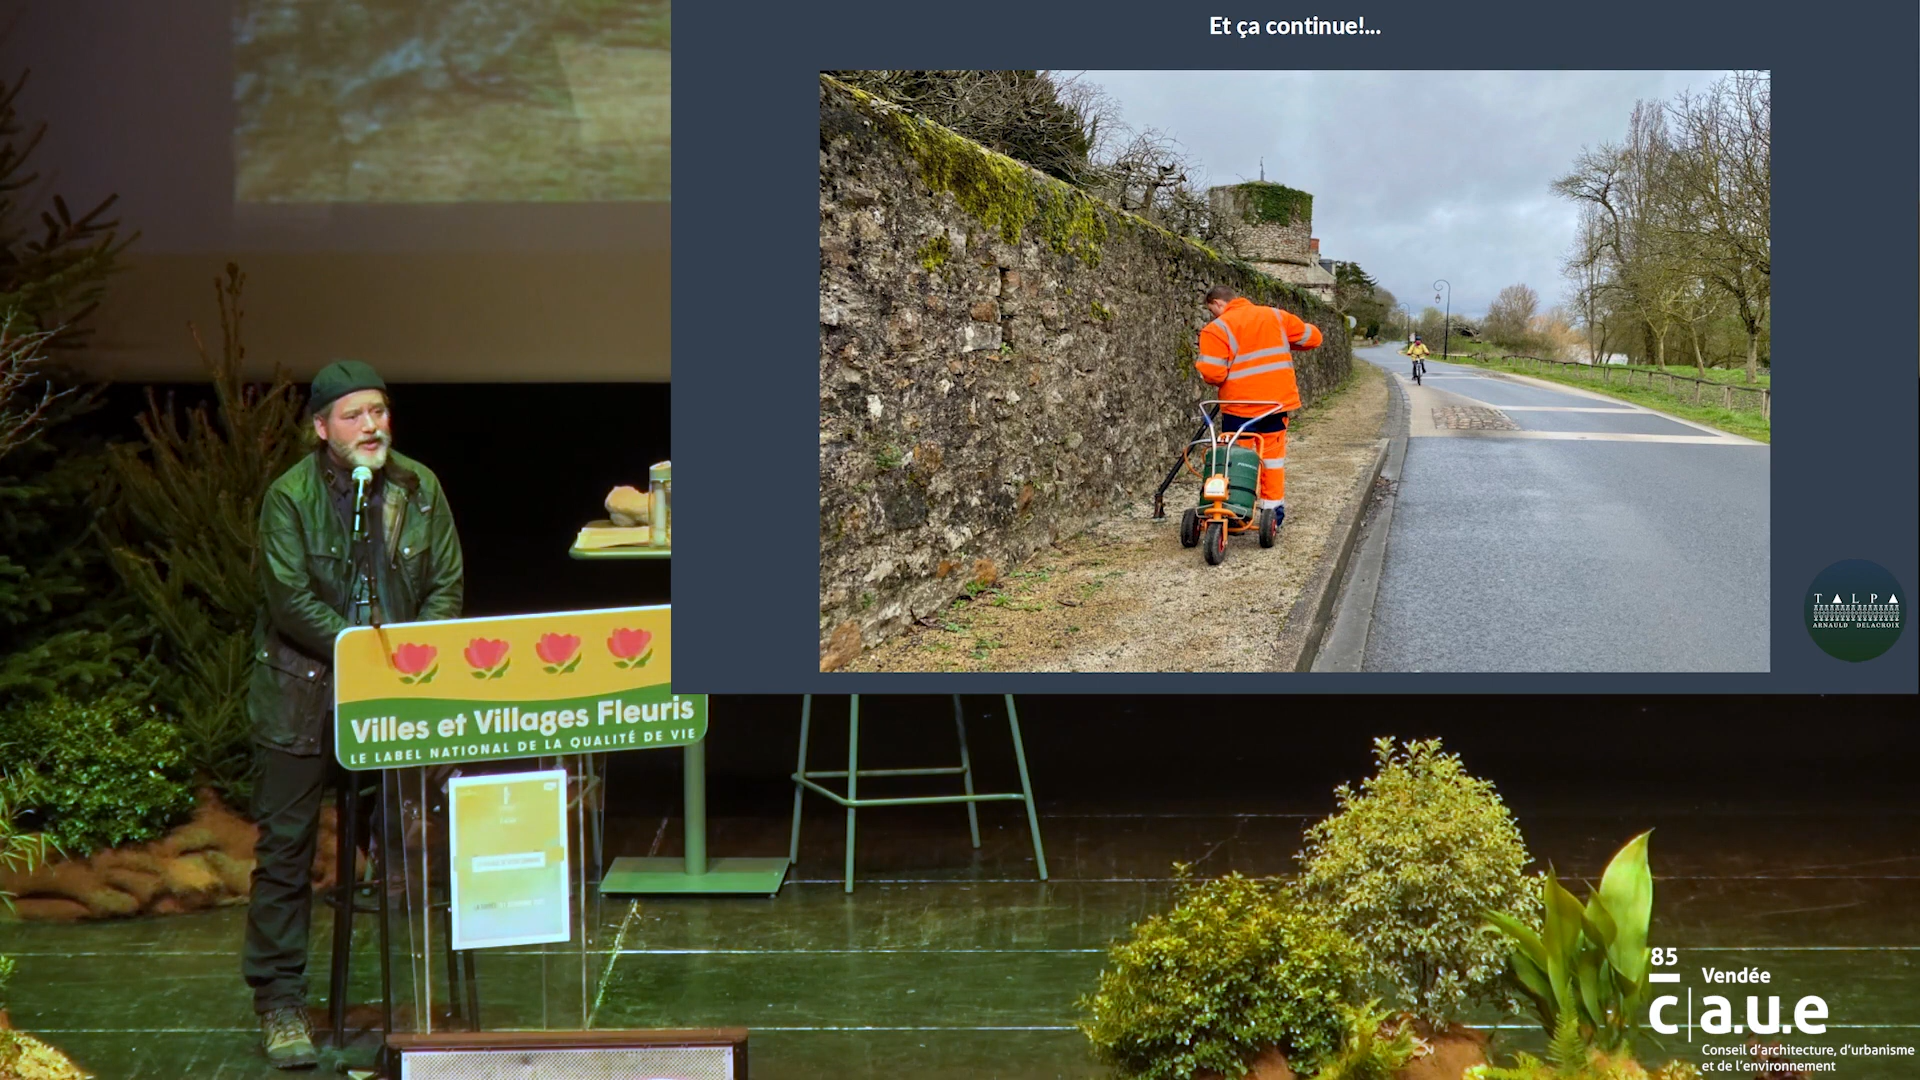 Et ça continue!...
TALPA
ARNAULD DELACROIX
Villes et Villages Fleuris
LE LABEL NATIONAL DE LA QUALITÉ DE VIE
85
Vendée
c|a.u.e
Conseil d'architecture, d'urbanisme
et de l'environnement